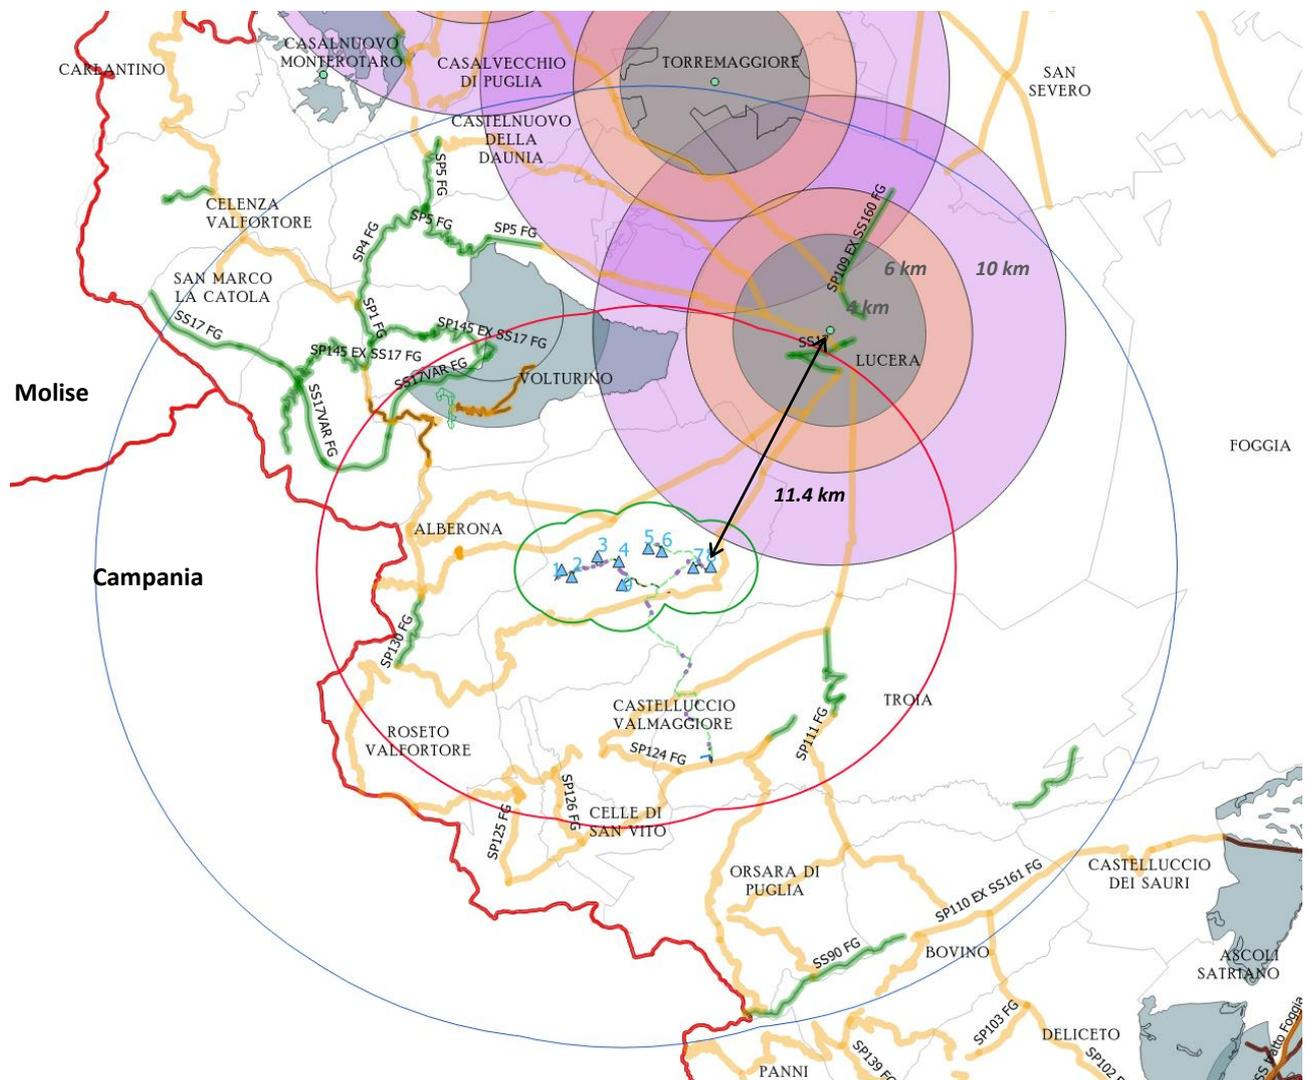 CASALNUOVO
MONTEROTARO
CARLANTINO
CASALVECCHIO
DI PUGLIA
TORREMAGGIORE
SAN
SEVERO
CASTELNUOVO
DELLA
DAUNIA
SP5 FG
CELENZA
VALFORTORE
SP5 FG
SP5 FG
SP4 FG
SP109 EX SS160 FG
6 km
10 km
SAN MARCO
LA CATOLA
4 km
SS17 FG
SP1 FG
SP145 EX SS17 FG
SP145 EX SS17 FG
SS17
LUCERA
SS17VAR FG
VOLTURINO
Molise
SS17VAR FG
FOGGIA
11.4 km
ALBERONA
1
2
3
4
5
6
7
Campania
SP130 FG
CASTELLUCCIO
VALMAGGIORE
TROIA
ROSETO
VALFORTORE
SP124 FG
SP111 FG
SP126 FG
SP125 FG
CELLE DI
SAN VITO
ORSARA DI
PUGLIA
SP110 EX SS161 FG
CASTELLUCCIO
DEI SAURI
SS90 FG
BOVINO
ASCOLI
SATRIANO
SP103 FG
DELICETO
SP102
SP139 FG
PANNI
Foggia